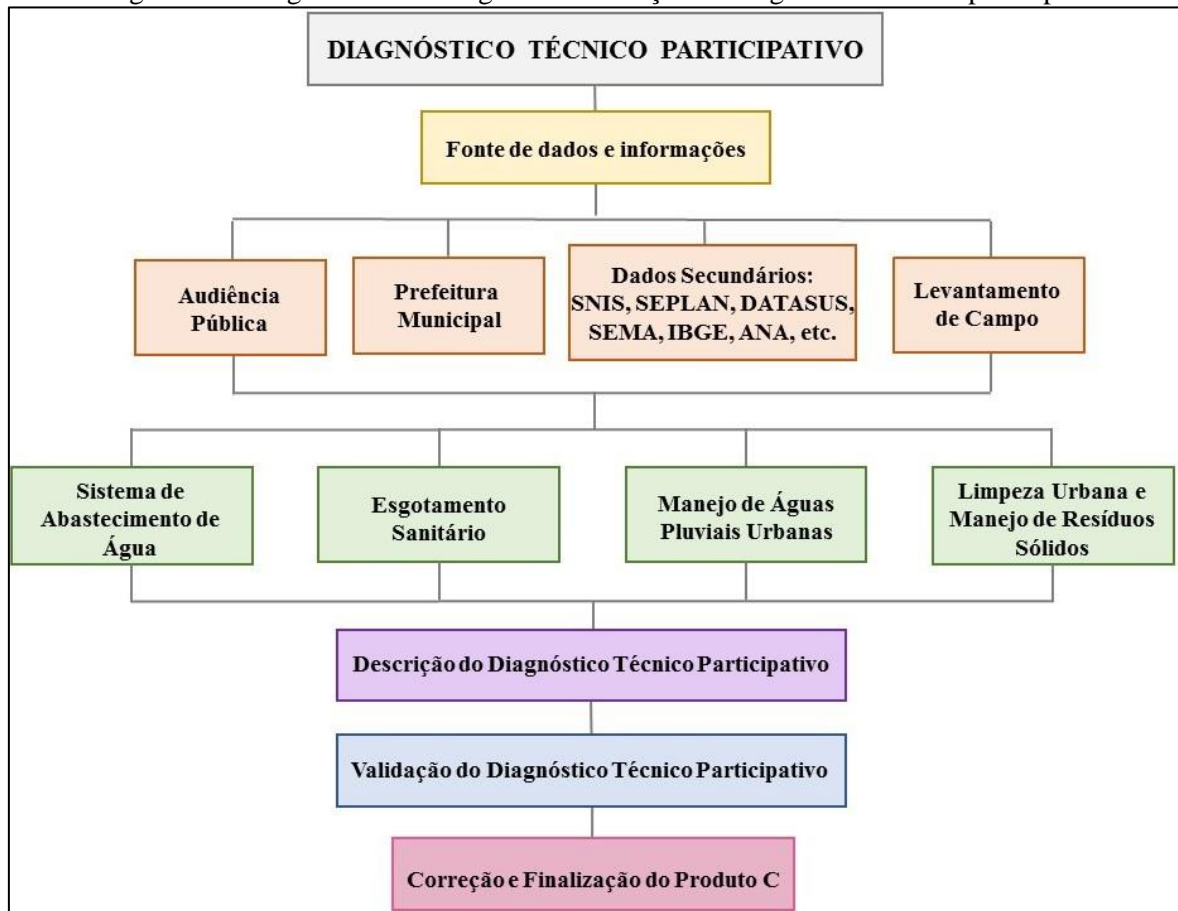 DIAGNÓSTICO TÉCNICO PARTICIPATIVO
Fonte de dados e informações
Audiência
Pública
Prefeitura
Municipal
Dados Secundários:
SNIS, SEPLAN, DATASUS,
SEMA, IBGE, ANA, etc.
Levantamento
de Campo
Sistema de
Abastecimento de
Água
Esgotamento
Sanitário
Manejo de Águas
Pluviais Urbanas
Limpeza Urbana e
Manejo de Resíduos
Sólidos
Descrição do Diagnóstico Técnico Participativo
Validação do Diagnóstico Técnico Participativo
Correção e Finalização do Produto C